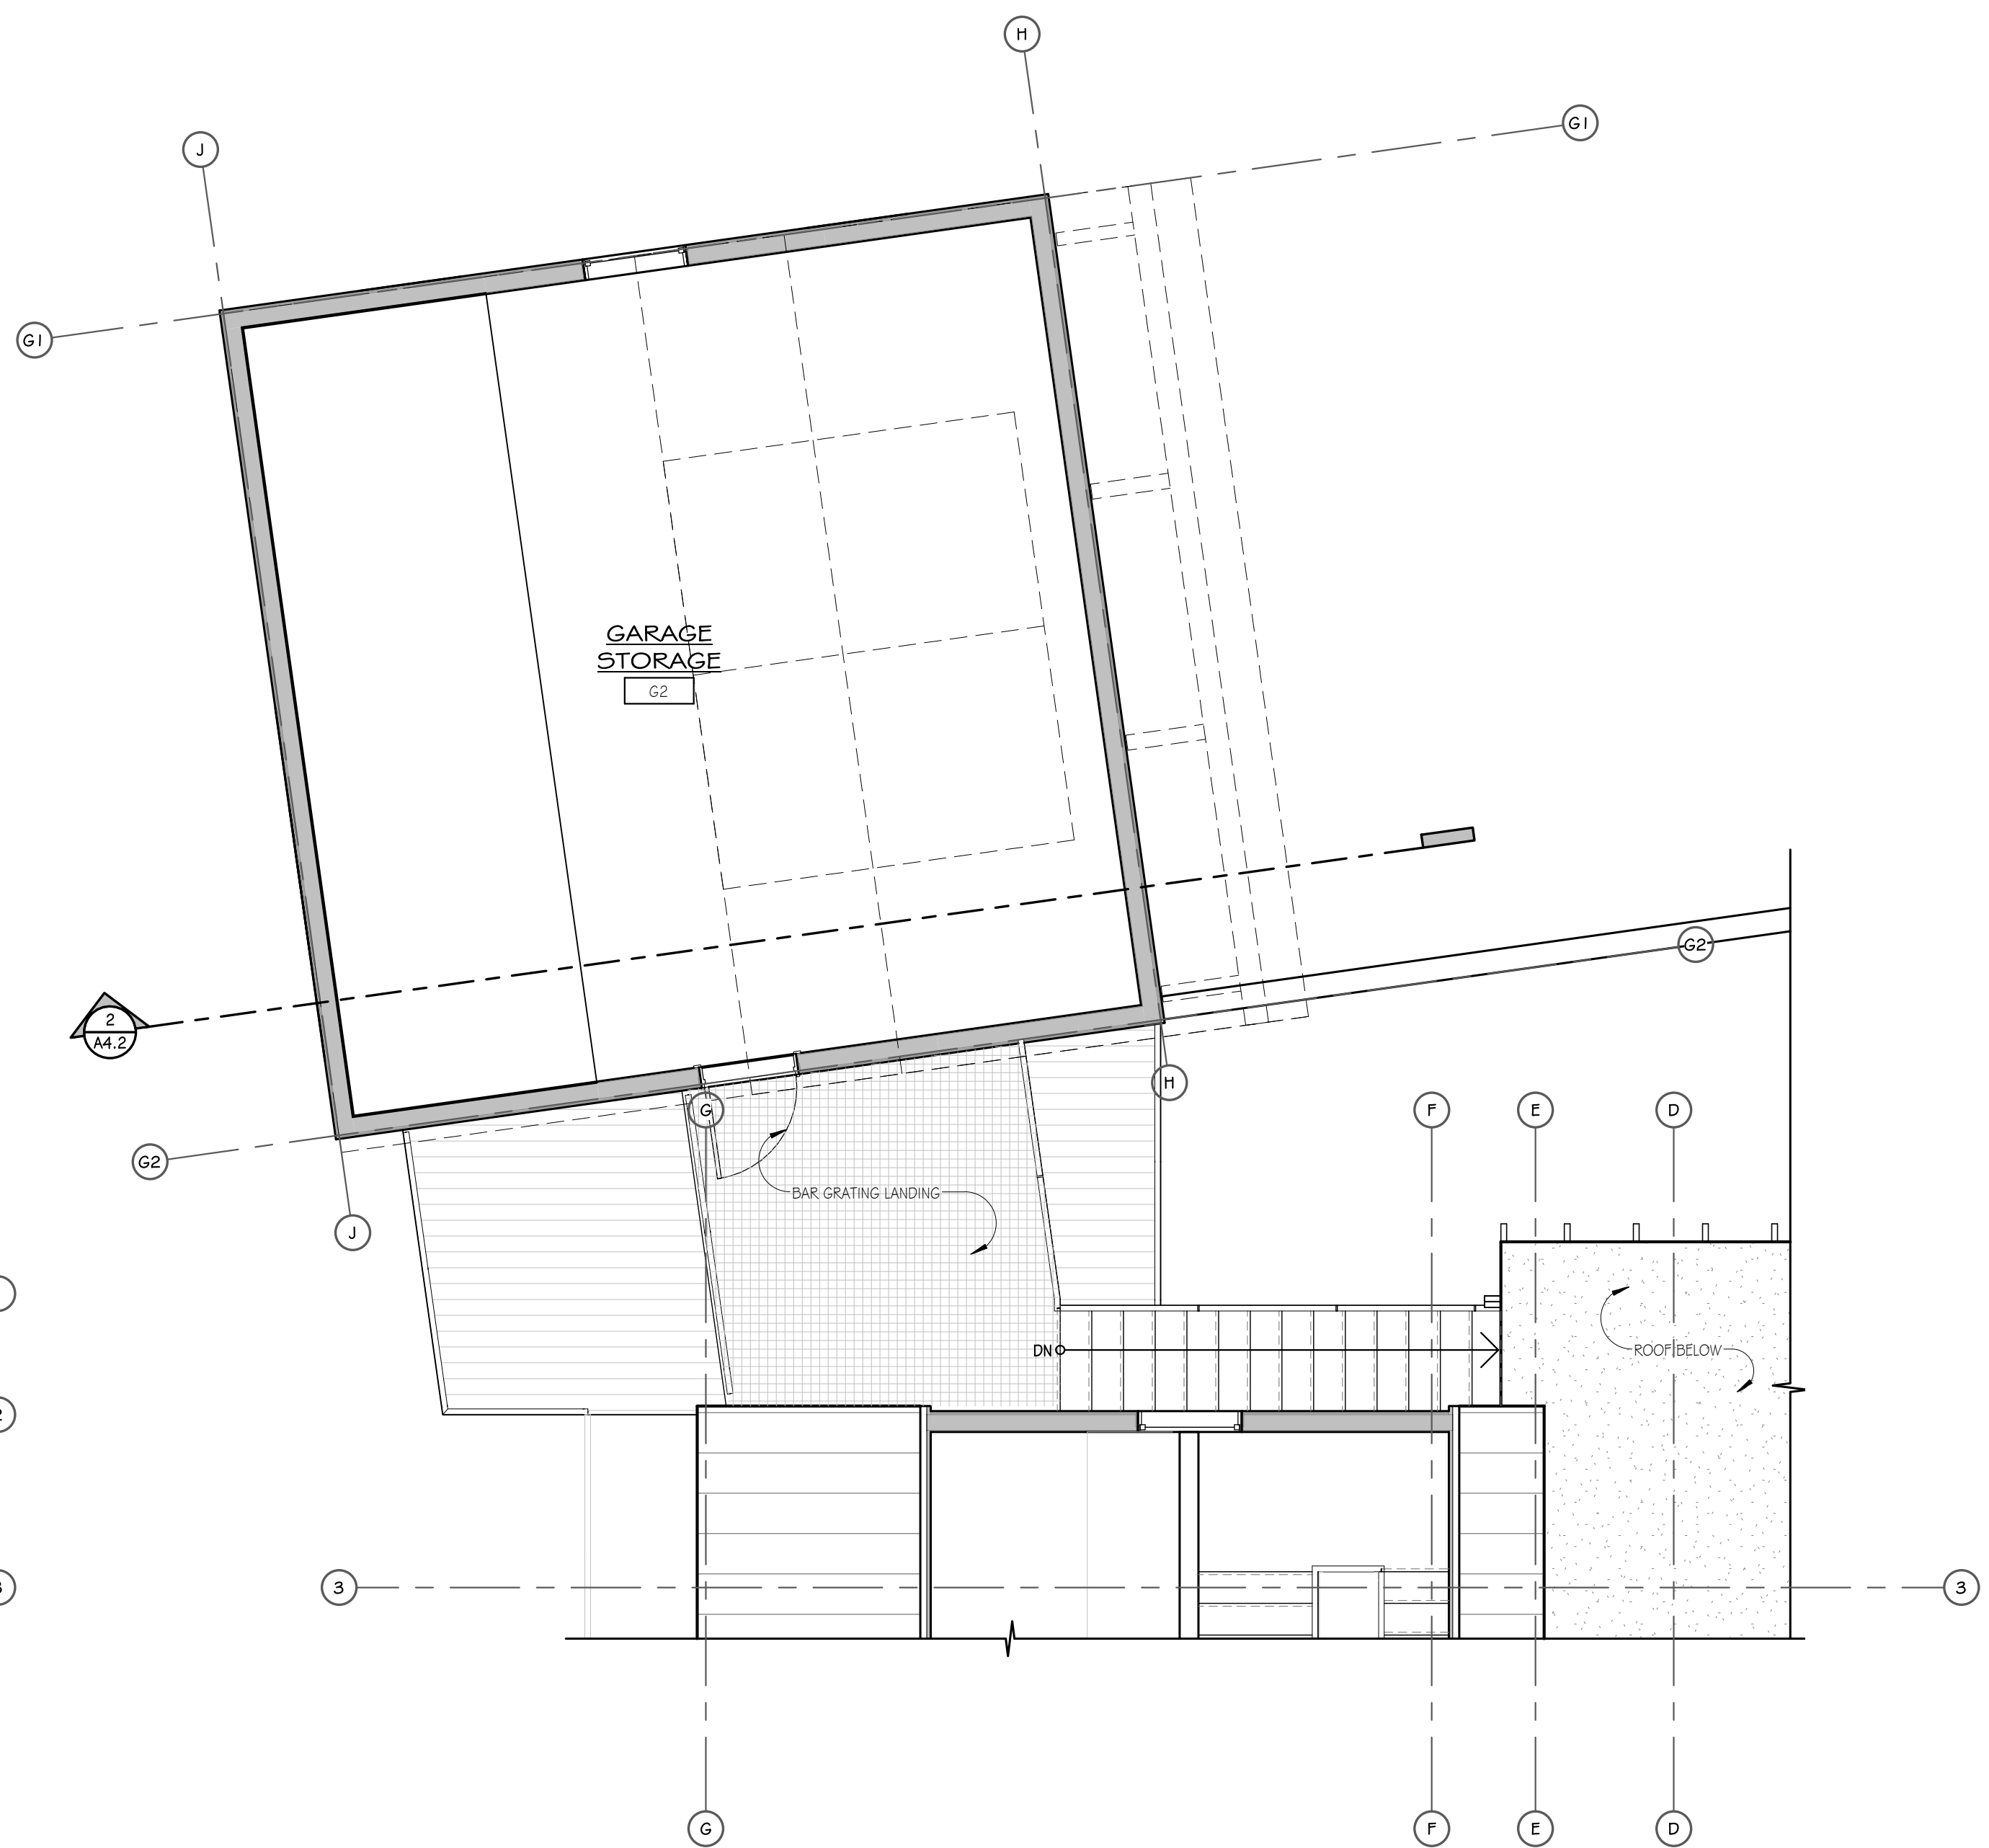 H
G1
J
G1
GARAGE
STORAGE
G2
G2
2
A4.2
H
G
F
E
D
G2
BAR GRATING LANDING
J
DN
ROOF BELOW
3
3
G
F
E
D